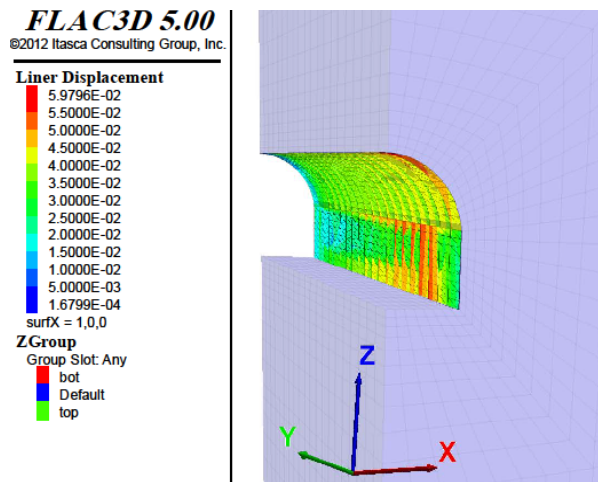 FLAC3D 5.00
©2012 Itasca Consulting Group, Inc.
Liner Displacement
5.9796E-02
5.5000E-02
5.0000E-02
4.5000E-02
4.0000E-02
3.5000E-02
3.0000E-02
2.5000E-02
2.0000E-02
1.5000E-02
1.0000E-02
5.0000E-03
1.6799E-04
surfX = 1,0,0
ZGroup
Group Slot: Any
bot
Default
top
Z
Y
X